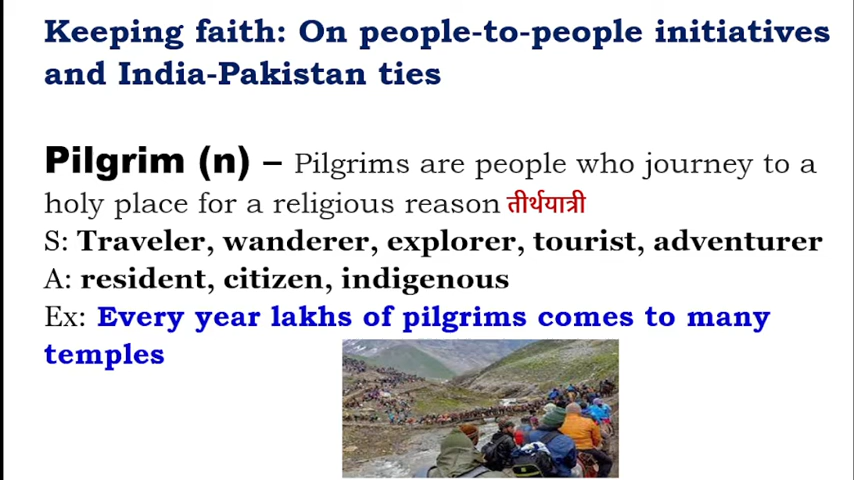 Keeping faith: On people-to-people initiatives
and India-Pakistan ties
Pilgrim (n) – Pilgrims are people who journey to a
holy place for a religious reason तीर्थयात्री
S: Traveler, wanderer, explorer, tourist, adventurer
A: resident, citizen, indigenous
Ex: Every year lakhs of pilgrims comes to many
temples